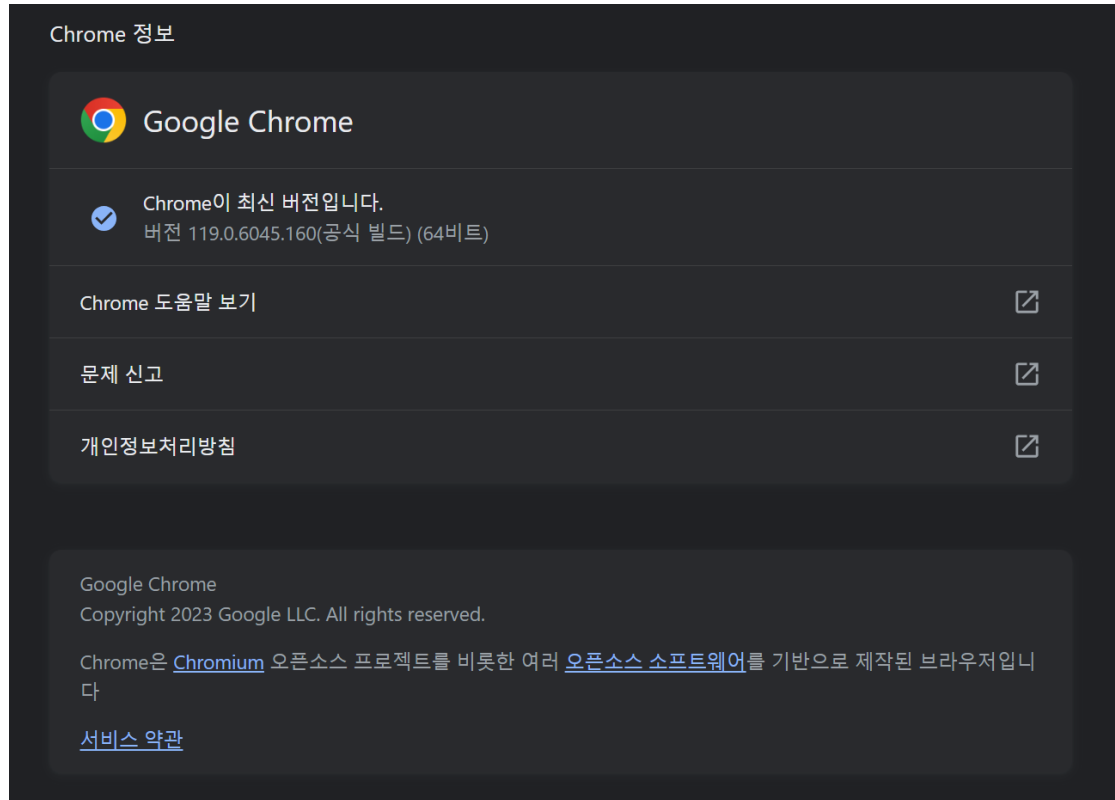 Chrome 정보
Google Chrome
Chrome이 최신 버전입니다.
버전 119.0.6045.160(공식 빌드) (64비트)
Chrome 도움말 보기
문제 신고
개인정보처리방침
Google Chrome
Copyright 2023 Google LLC. All rights reserved.
Chrome은 Chromium 오픈소스 프로젝트를 비롯한 여러 오픈소스 소프트웨어를 기반으로 제작된 브라우저입니
다
서비스 약관